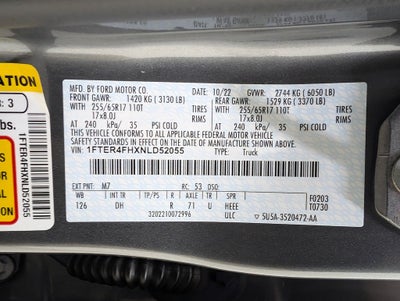 ATION
s: 3
lbs.
1FTER4FHXNLD52055
MFD. BY FORD MOTOR CO. 10/22 GVWR: 2744 KG ( 6050 LB)
FRONT GAWR: 1420 KG ( 3130 LB) REAR GAWR: 1529 KG ( 3370 LB)
WITH 255/65R17 110T TIRES WITH 255/65R17 110T TIRES
17x8.0J RIMS 17x8.0J RIMS
AT 240 kPa/ 35 PSI COLD AT 240 kPa/ 35 PSI COLD
THIS VEHICLE CONFORMS TO ALL APPLICABLE FEDERAL MOTOR VEHICLE
SAFETY STANDARDS IN EFFECT ON THE DATE OF MANUFACTURE SHOWN ABOVE.
VIN: 1FTER4FHXNLD52055 TYPE: Truck
EXT PNT: M7 RC: 53 DSO:
WB INT TR TP/PS R AXLE TR SPR F0203
126 DH R 71 U HEEE T0730
3202210072996 ULC 5U5A-3520472-AA